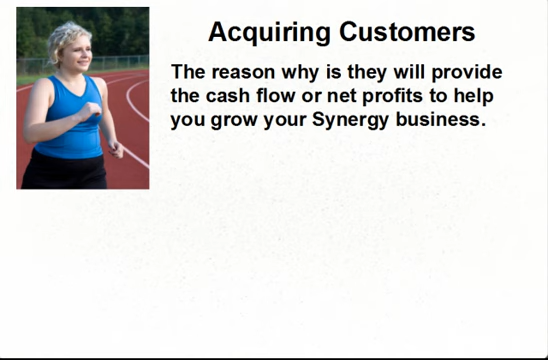 Acquiring Customers
The reason why is they will provide
the cash flow or net profits to help
you grow your Synergy business.